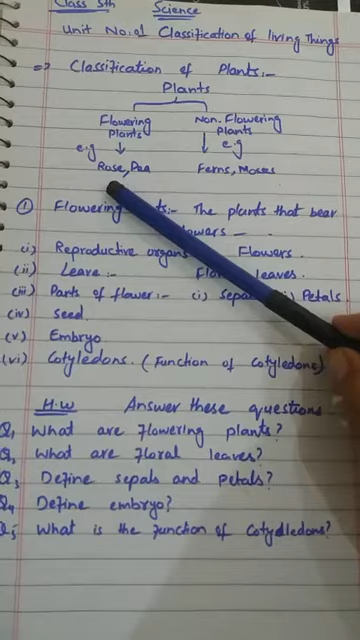 Class 5th Science
Unit No:01 Classification of living Things
=> Classification of Plants:-
Plants
Flowering Plants Non-Flowering Plants
e.g e.g
Rose, Pea Ferns, Moses
① Flowering :- The plants that bear
flowers -
(i) Reproductive organs Flowers.
(ii) Leave :- leaves.
(iii) Parts of flower :- (i) Petals.
(iv) seed.
(v) Embryo
(vi) Cotyledons. (Function of Cotyledone)
H.W Answer these questions
Q1 What are flowering plants?
Q2 What are floral leaves?
Q3 Define sepals and petals?
Q4 Define embryo?
Q5 What is the function of Cotydledons?